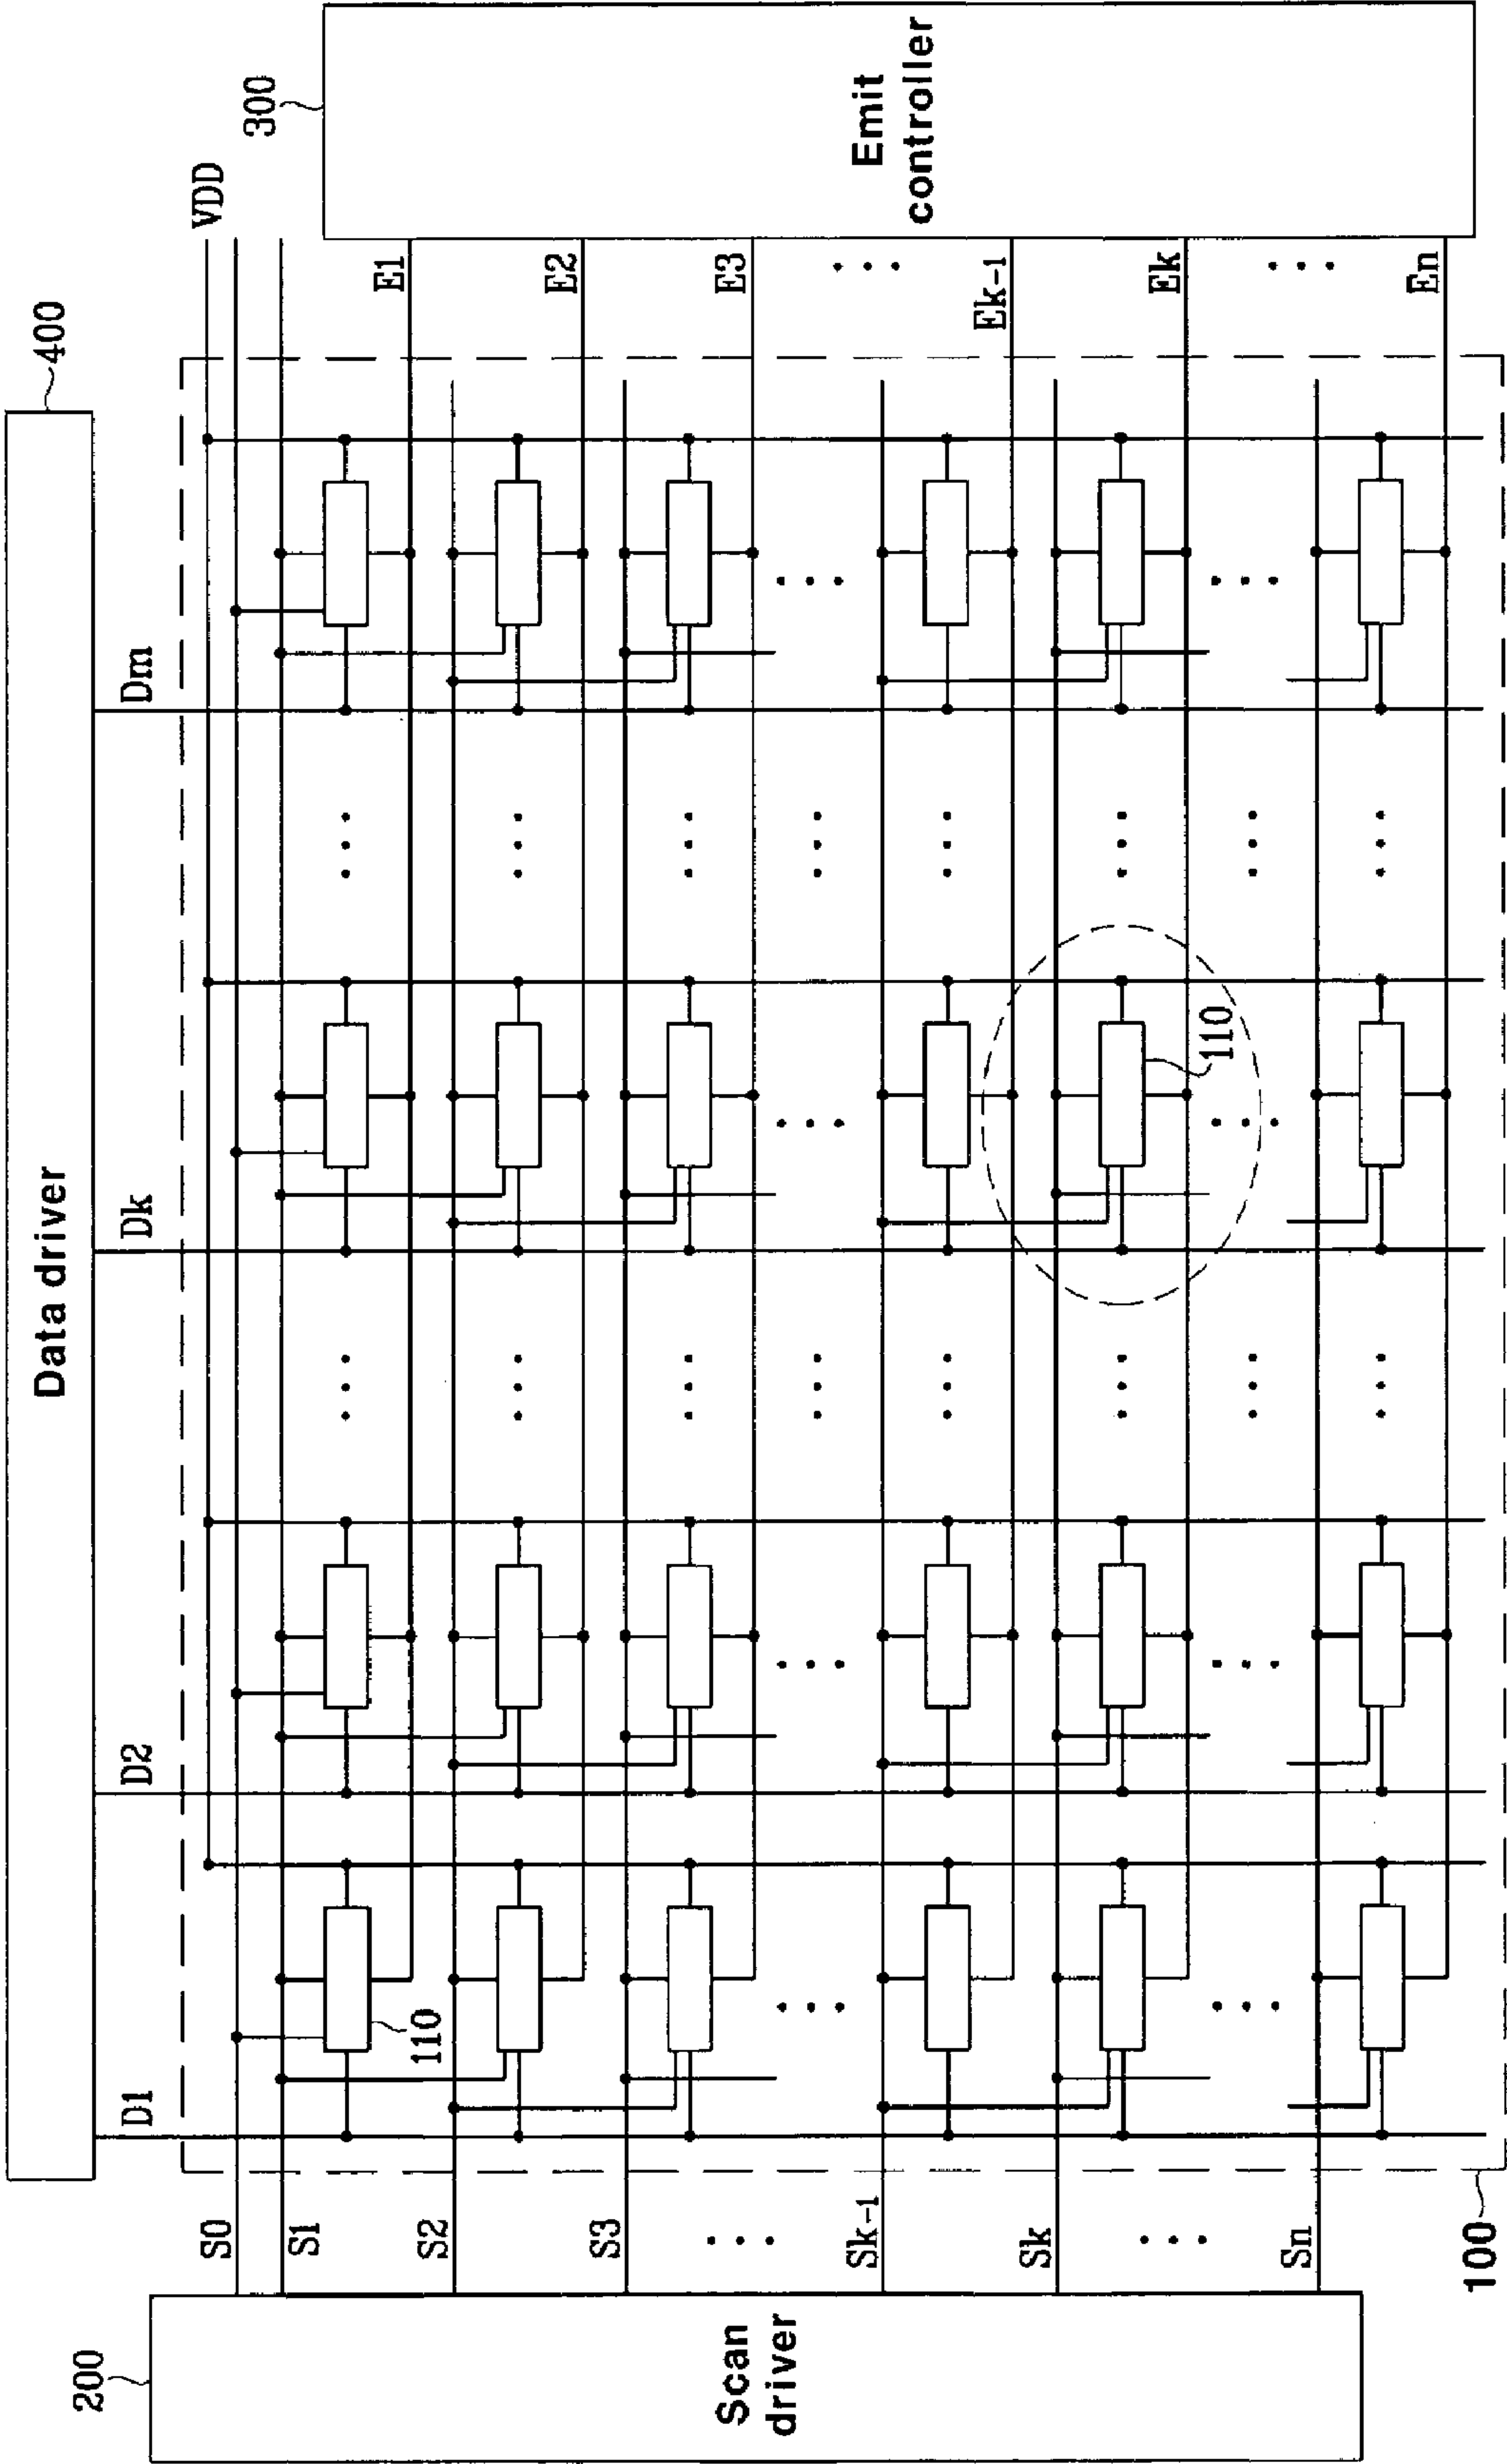 400
Data driver
D1
D2
Dk
Dm
VDD
300
Emit
controller
E1
E2
E3
Ek-1
Ek
En
200
Scan
driver
S0
S1
S2
S3
Sk-1
Sk
Sn
110
110
100